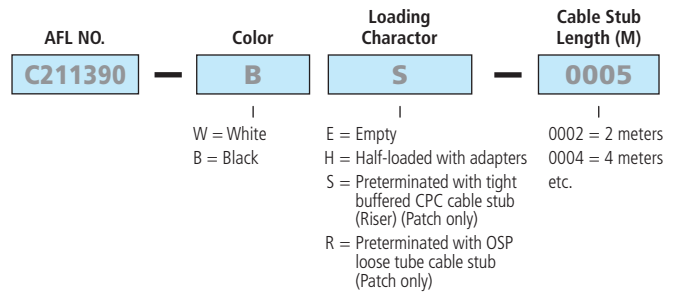 AFL NO.
Color
Loading
Charactor
Cable Stub
Length (M)
C211390 — B S — 0005
W = White
B = Black
E = Empty
H = Half-loaded with adapters
S = Preterminated with tight
buffered CPC cable stub
(Riser) (Patch only)
R = Preterminated with OSP
loose tube cable stub
(Patch only)
0002 = 2 meters
0004 = 4 meters
etc.